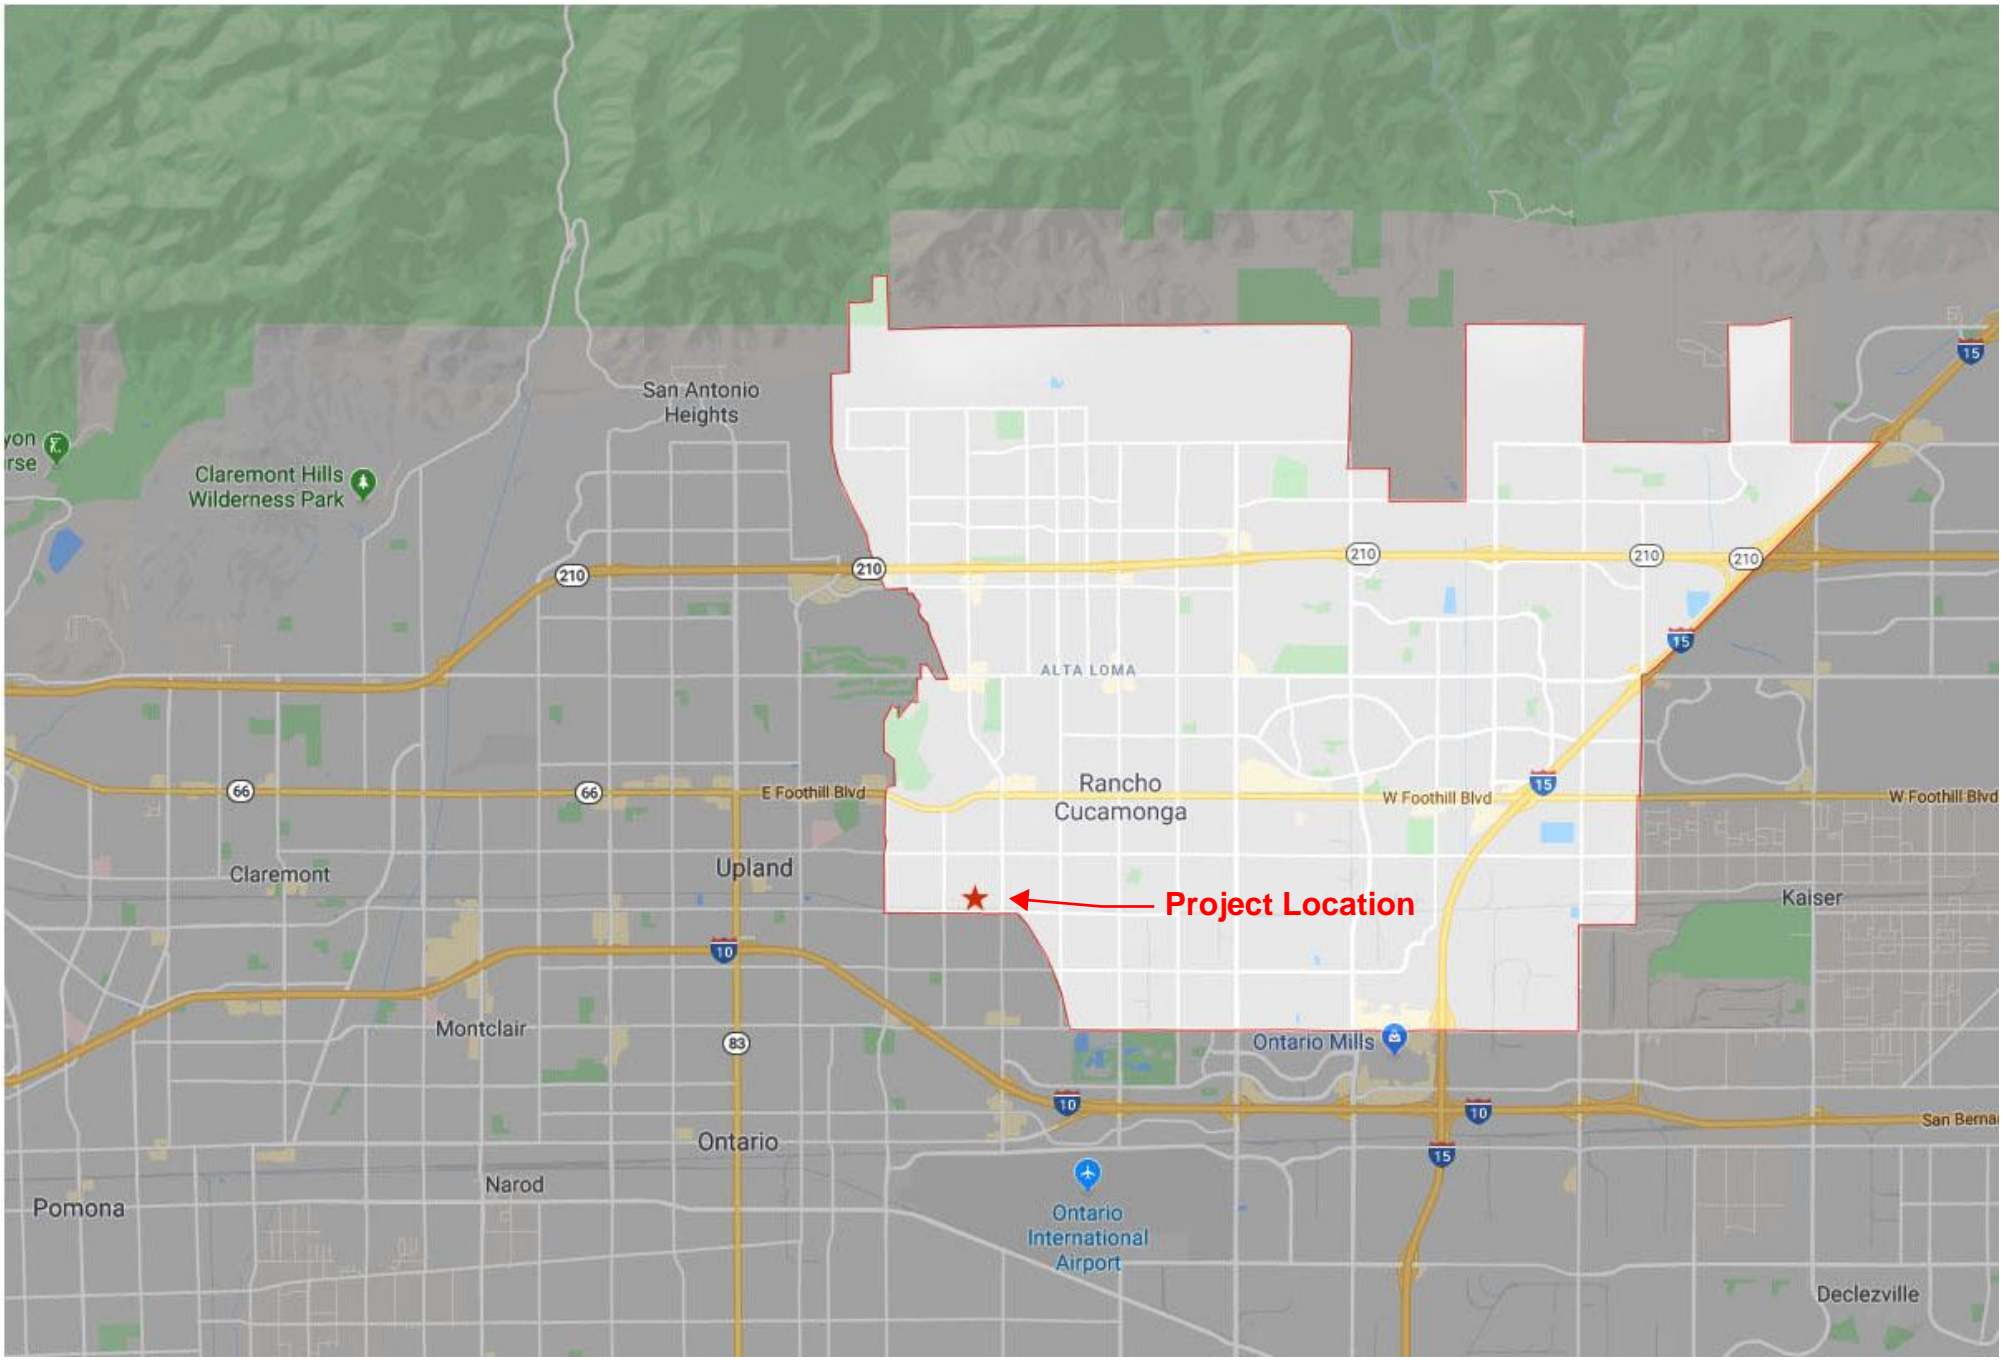 15
San Antonio
Heights
yon
rse
Claremont Hills
Wilderness Park
210
210
210
210
210
15
ALTA LOMA
66
66
E Foothill Blvd
Rancho
Cucamonga
W Foothill Blvd
15
W Foothill Blvd
Claremont
Upland
Project Location
Kaiser
10
Montclair
83
Ontario Mills
10
10
San Berna
Ontario
15
Narod
Pomona
Ontario
International
Airport
Declezville